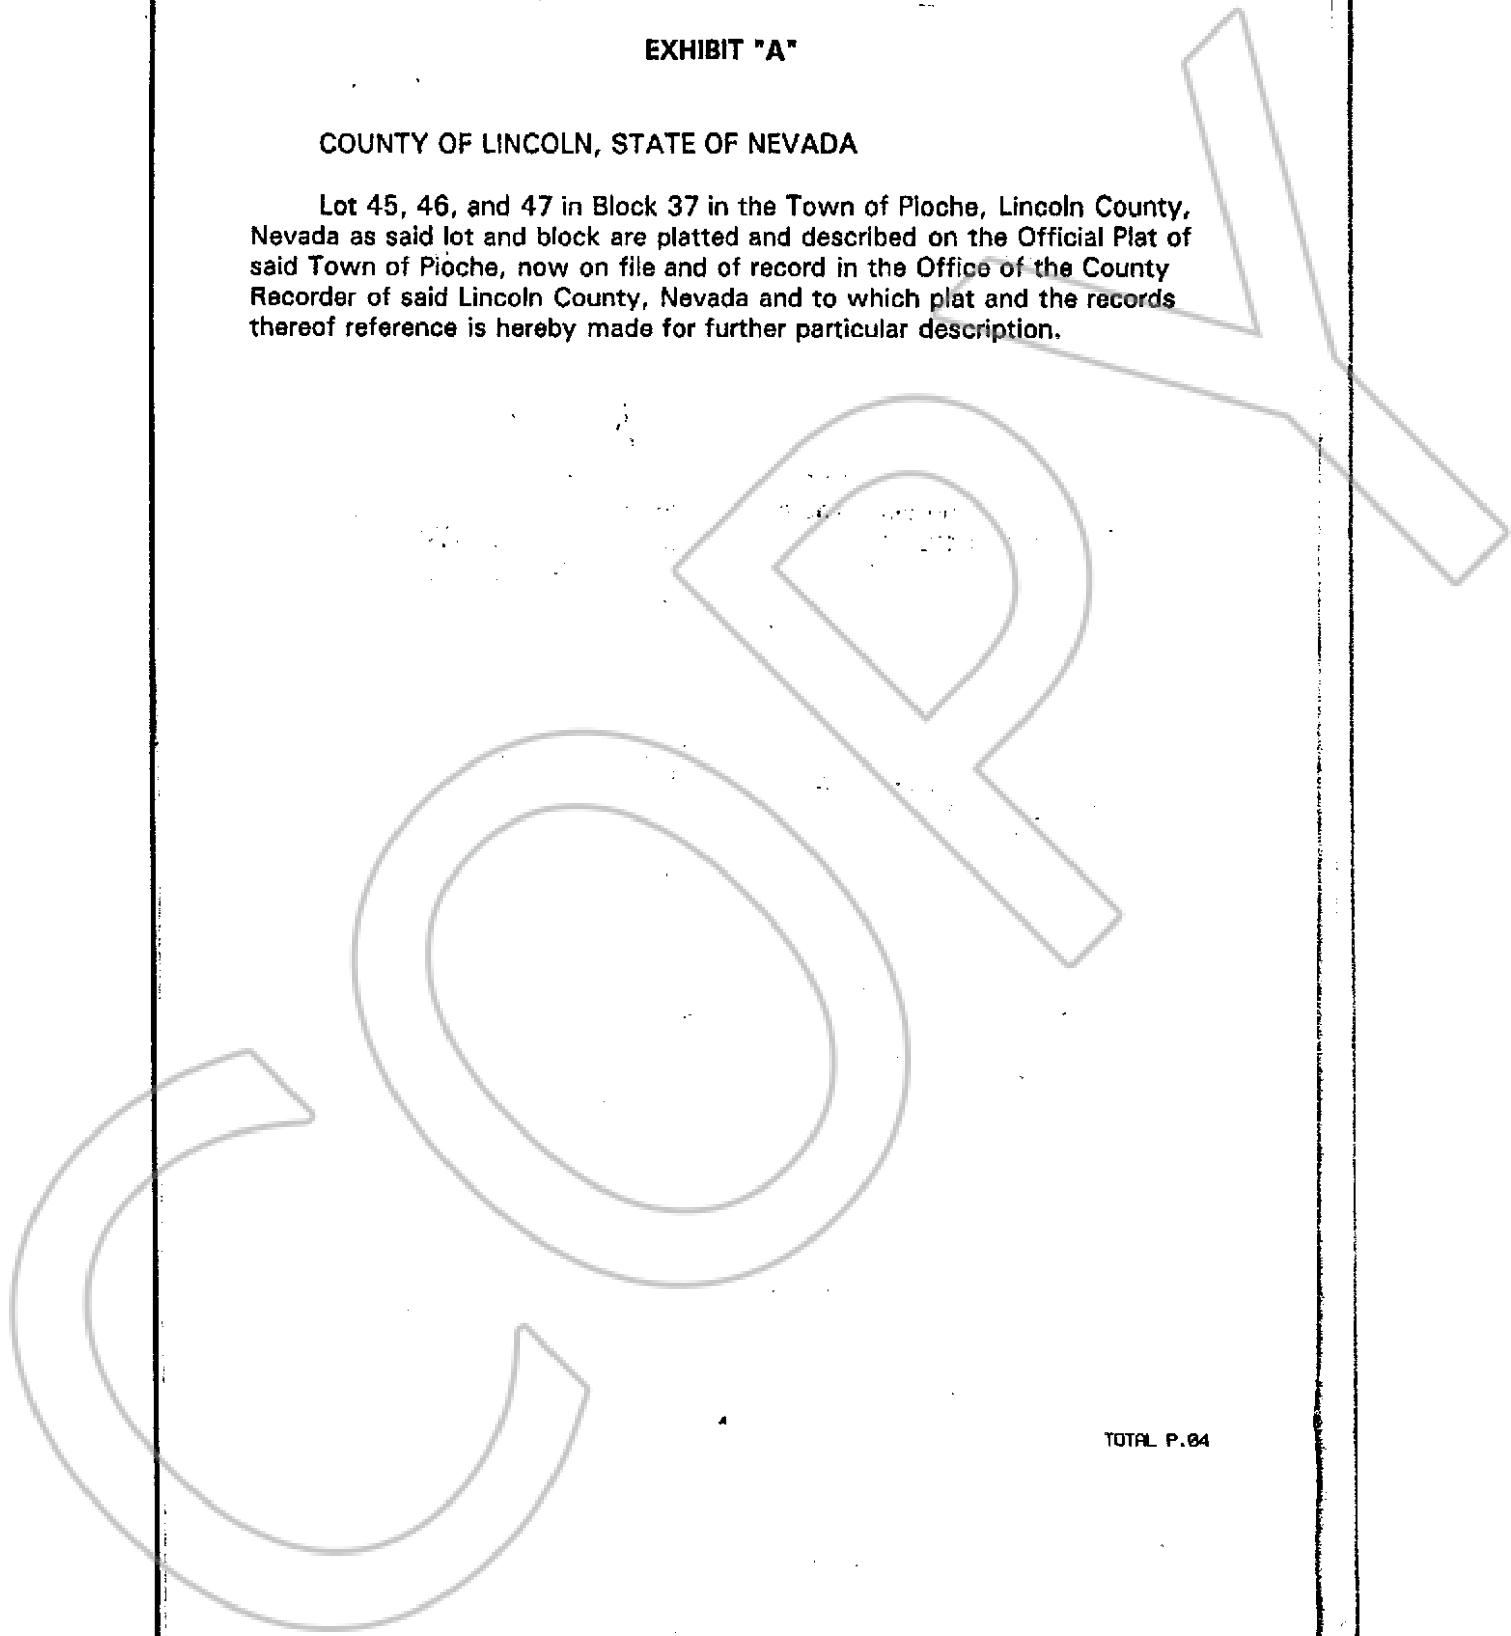 EXHIBIT "A"
COUNTY OF LINCOLN, STATE OF NEVADA
Lot 45, 46, and 47 in Block 37 in the Town of Pioche, Lincoln County,
Nevada as said lot and block are platted and described on the Official Plat of
said Town of Pioche, now on file and of record in the Office of the County
Recorder of said Lincoln County, Nevada and to which plat and the records
thereof reference is hereby made for further particular description.
COPY
TOTAL P.04